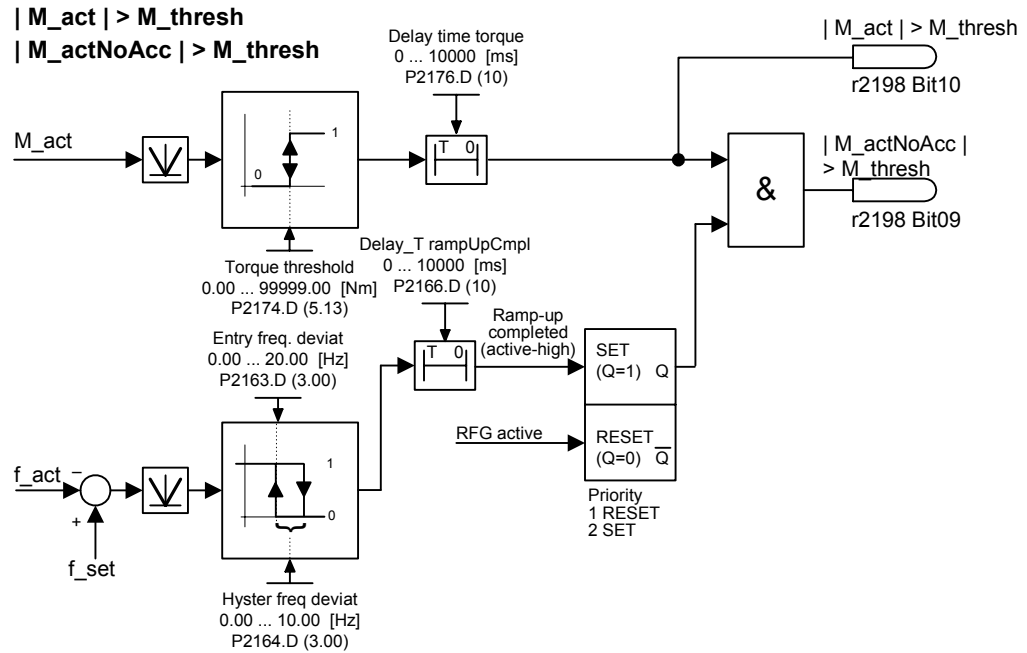 | M_act | > M_thresh
| M_actNoAcc | > M_thresh
Delay time torque
0 ... 10000 [ms]
P2176.D (10)
| M_act | > M_thresh
r2198 Bit10
M_act
1
0
T 0
&
| M_actNoAcc |
> M_thresh
r2198 Bit09
Torque threshold
0.00 ... 99999.00 [Nm]
P2174.D (5.13)
Delay_T rampUpCmpl
0 ... 10000 [ms]
P2166.D (10)
Entry freq. deviat
0.00 ... 20.00 [Hz]
P2163.D (3.00)
T 0
Ramp-up
completed
(active-high)
SET
(Q=1) Q
RFG active
RESET
(Q=0) Q̅
Priority
1 RESET
2 SET
f_act
−
+
f_set
1
0
Hyster freq deviat
0.00 ... 10.00 [Hz]
P2164.D (3.00)